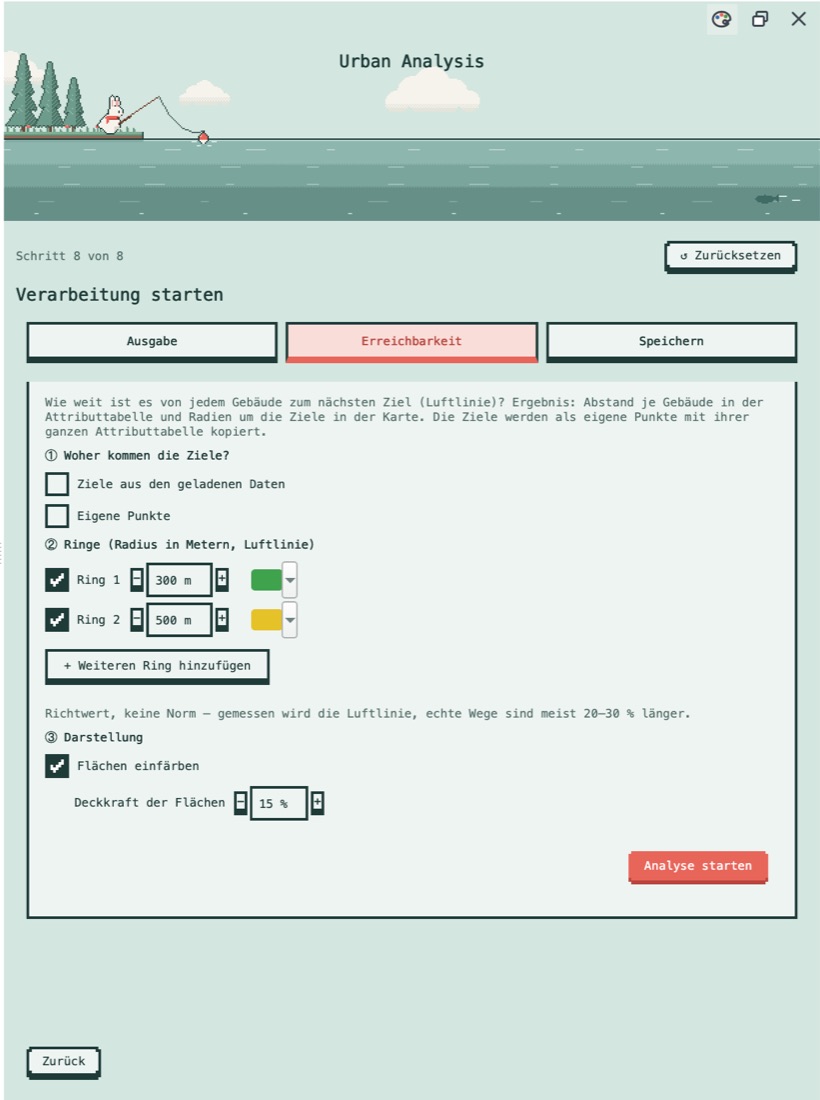 Urban Analysis
Schritt 8 von 8
↺ Zurücksetzen
Verarbeitung starten
Ausgabe
Erreichbarkeit
Speichern
Wie weit ist es von jedem Gebäude zum nächsten Ziel (Luftlinie)? Ergebnis: Abstand je Gebäude in der
Attributtabelle und Radien um die Ziele in der Karte. Die Ziele werden als eigene Punkte mit ihrer
ganzen Attributtabelle kopiert.
① Woher kommen die Ziele?
Ziele aus den geladenen Daten
Eigene Punkte
② Ringe (Radius in Metern, Luftlinie)
Ring 1 − 300 m +
Ring 2 − 500 m +
+ Weiteren Ring hinzufügen
Richtwert, keine Norm – gemessen wird die Luftlinie, echte Wege sind meist 20–30 % länger.
③ Darstellung
Flächen einfärben
Deckkraft der Flächen − 15 % +
Analyse starten
Zurück